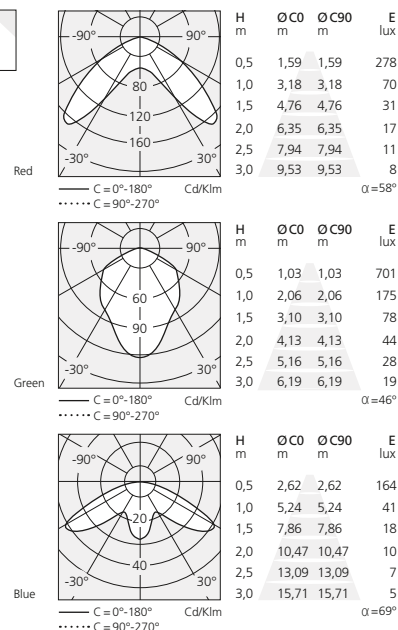 H Ø C0 Ø C90 E
m m m lux
-90° 90°
80
120
160
-30° 30°
0,5 1,59 1,59 278
1,0 3,18 3,18 70
1,5 4,76 4,76 31
2,0 6,35 6,35 17
2,5 7,94 7,94 11
3,0 9,53 9,53 8
Red
C = 0°-180° Cd/Klm
C = 90°-270°
α=58°
H Ø C0 Ø C90 E
m m m lux
-90° 90°
60
90
-30° 30°
0,5 1,03 1,03 701
1,0 2,06 2,06 175
1,5 3,10 3,10 78
2,0 4,13 4,13 44
2,5 5,16 5,16 28
3,0 6,19 6,19 19
Green
C = 0°-180° Cd/Klm
C = 90°-270°
α=46°
H Ø C0 Ø C90 E
m m m lux
-90° 90°
20
40
-30° 30°
0,5 2,62 2,62 164
1,0 5,24 5,24 41
1,5 7,86 7,86 18
2,0 10,47 10,47 10
2,5 13,09 13,09 7
3,0 15,71 15,71 5
Blue
C = 0°-180° Cd/Klm
C = 90°-270°
α=69°